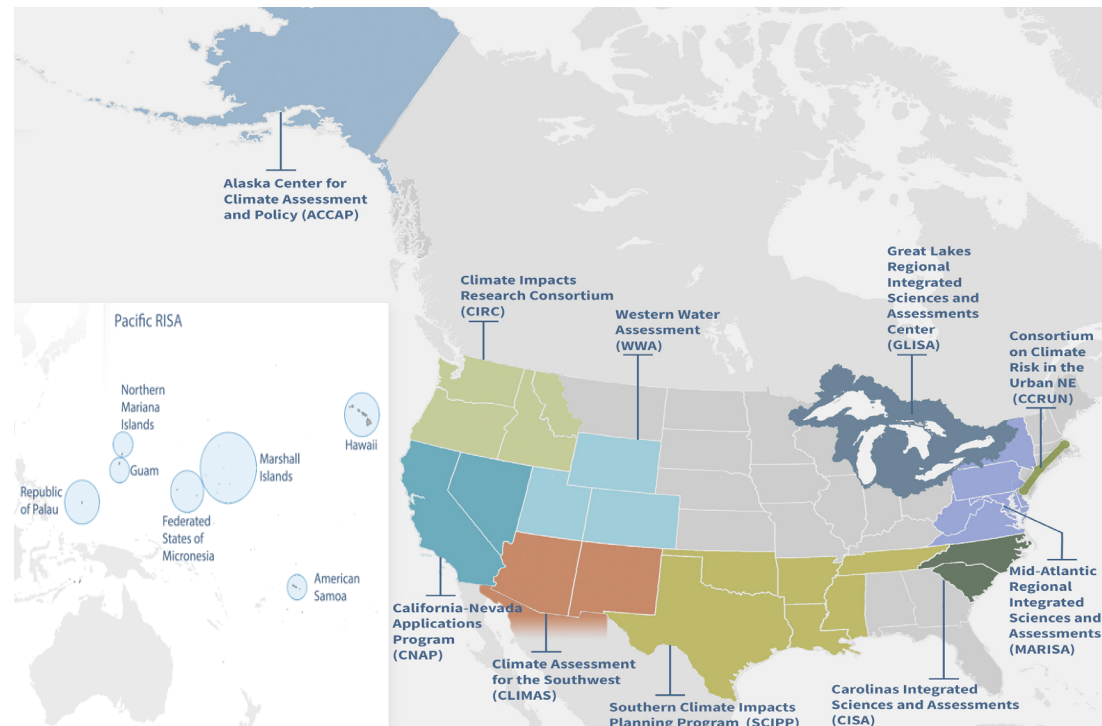 Alaska Center for
Climate Assessment
and Policy (ACCAP)
Climate Impacts
Research Consortium
(CIRC)
Western Water
Assessment
(WWA)
Great Lakes
Regional
Integrated
Sciences and
Assessments
Center
(GLISA)
Consortium
on Climate
Risk in the
Urban NE
(CCRUN)
Pacific RISA
Northern
Mariana
Islands
Guam
Republic
of Palau
Federated
States of
Micronesia
Marshall
Islands
Hawaii
American
Samoa
California-Nevada
Applications
Program
(CNAP)
Climate Assessment
for the Southwest
(CLIMAS)
Southern Climate Impacts
Planning Program (SCIPP)
Carolinas Integrated
Sciences and Assessments
(CISA)
Mid-Atlantic
Regional
Integrated
Sciences and
Assessments
(MARISA)